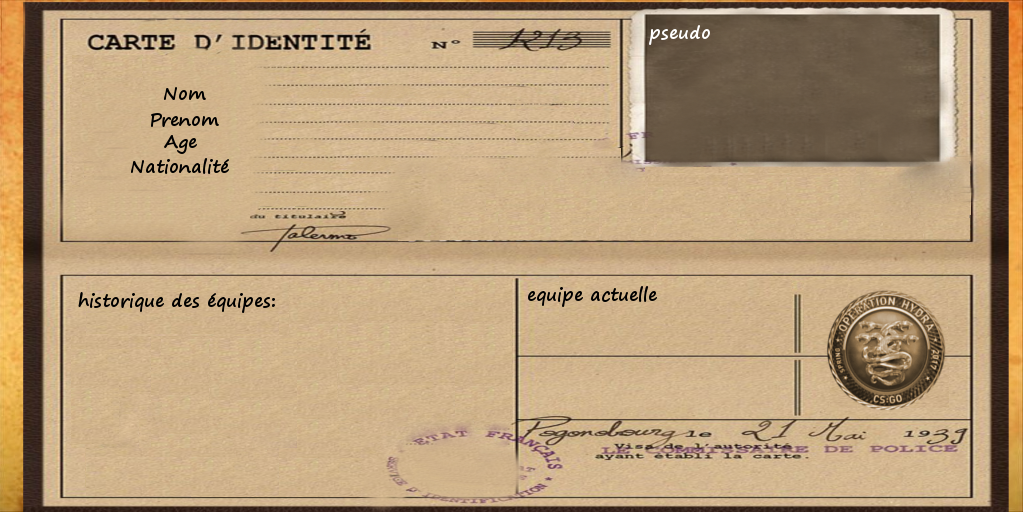 CARTE D'IDENTITÉ N° 1213
pseudo
Nom
Prenom
Age
Nationalité
du titulaire
Palermo
historique des équipes:
equipe actuelle
OPERATION HYDRA
SPRING 2017
CS:GO
le 21 Mai 1939
Visa de l'autorité
LE COMMISSAIRE DE POLICE
ayant établi la carte.
ETAT FRANÇAIS
D'IDENTIFICATION